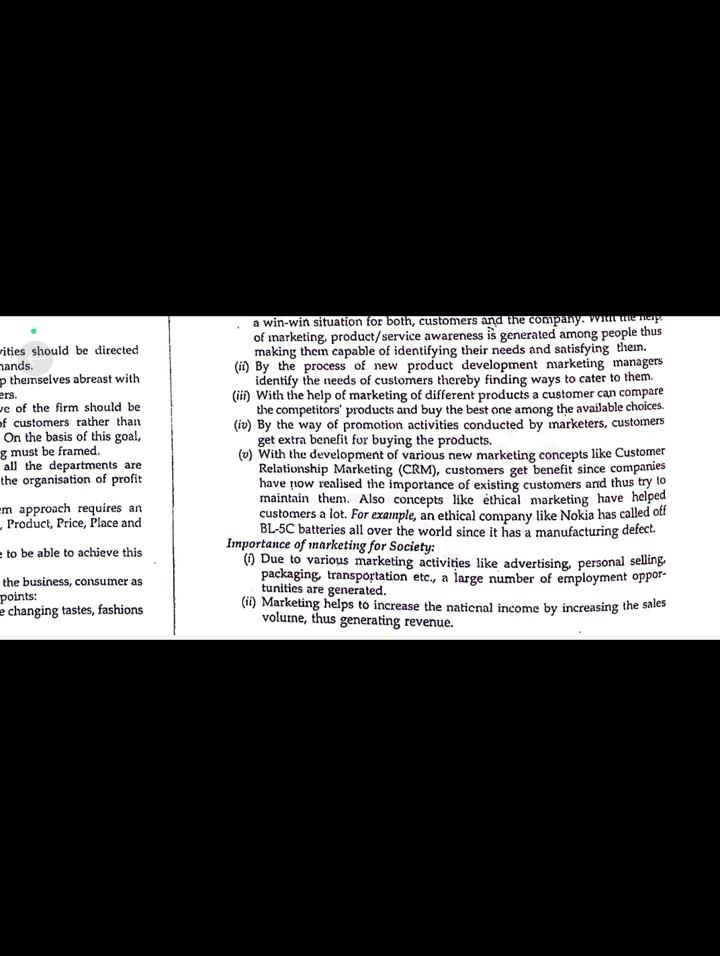 vities should be directed
nands.
p themselves abreast with
ers.
ve of the firm should be
of customers rather than
On the basis of this goal,
g must be framed.
all the departments are
the organisation of profit
em approach requires an
, Product, Price, Place and
e to be able to achieve this
the business, consumer as
points:
e changing tastes, fashions
a win-win situation for both, customers and the company. With the help
of marketing, product/service awareness is generated among people thus
making them capable of identifying their needs and satisfying them.
(ii) By the process of new product development marketing managers
identify the needs of customers thereby finding ways to cater to them.
(iii) With the help of marketing of different products a customer can compare
the competitors' products and buy the best one among the available choices.
(iv) By the way of promotion activities conducted by marketers, customers
get extra benefit for buying the products.
(v) With the development of various new marketing concepts like Customer
Relationship Marketing (CRM), customers get benefit since companies
have now realised the importance of existing customers and thus try to
maintain them. Also concepts like ethical marketing have helped
customers a lot. For example, an ethical company like Nokia has called off
BL-5C batteries all over the world since it has a manufacturing defect.
Importance of marketing for Society:
(i) Due to various marketing activities like advertising, personal selling,
packaging, transportation etc., a large number of employment oppor-
tunities are generated.
(ii) Marketing helps to increase the national income by increasing the sales
volume, thus generating revenue.